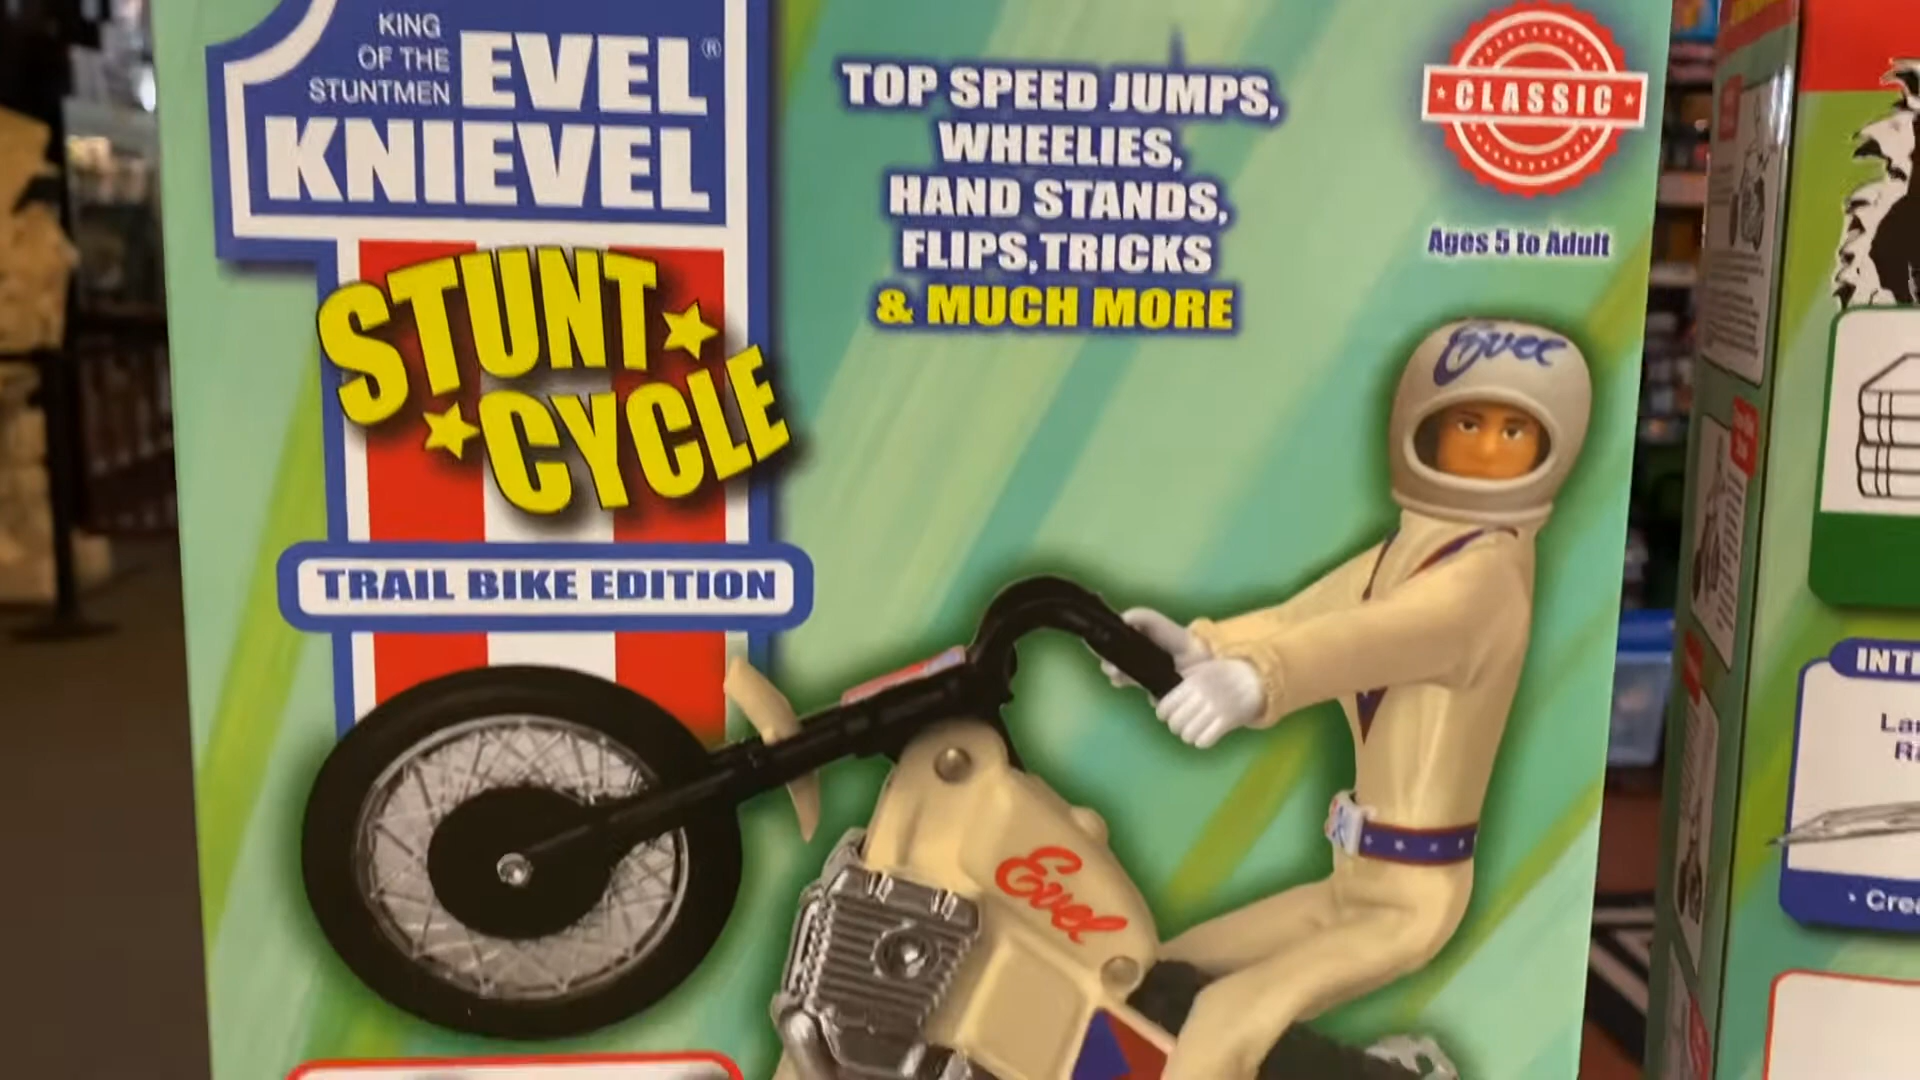 KING
OF THE
STUNTMEN
EVEL®
KNIEVEL
STUNT
CYCLE
TRAIL BIKE EDITION
TOP SPEED JUMPS,
WHEELIES,
HAND STANDS,
FLIPS,TRICKS
& MUCH MORE
CLASSIC
Ages 5 to Adult
Evel
Evel